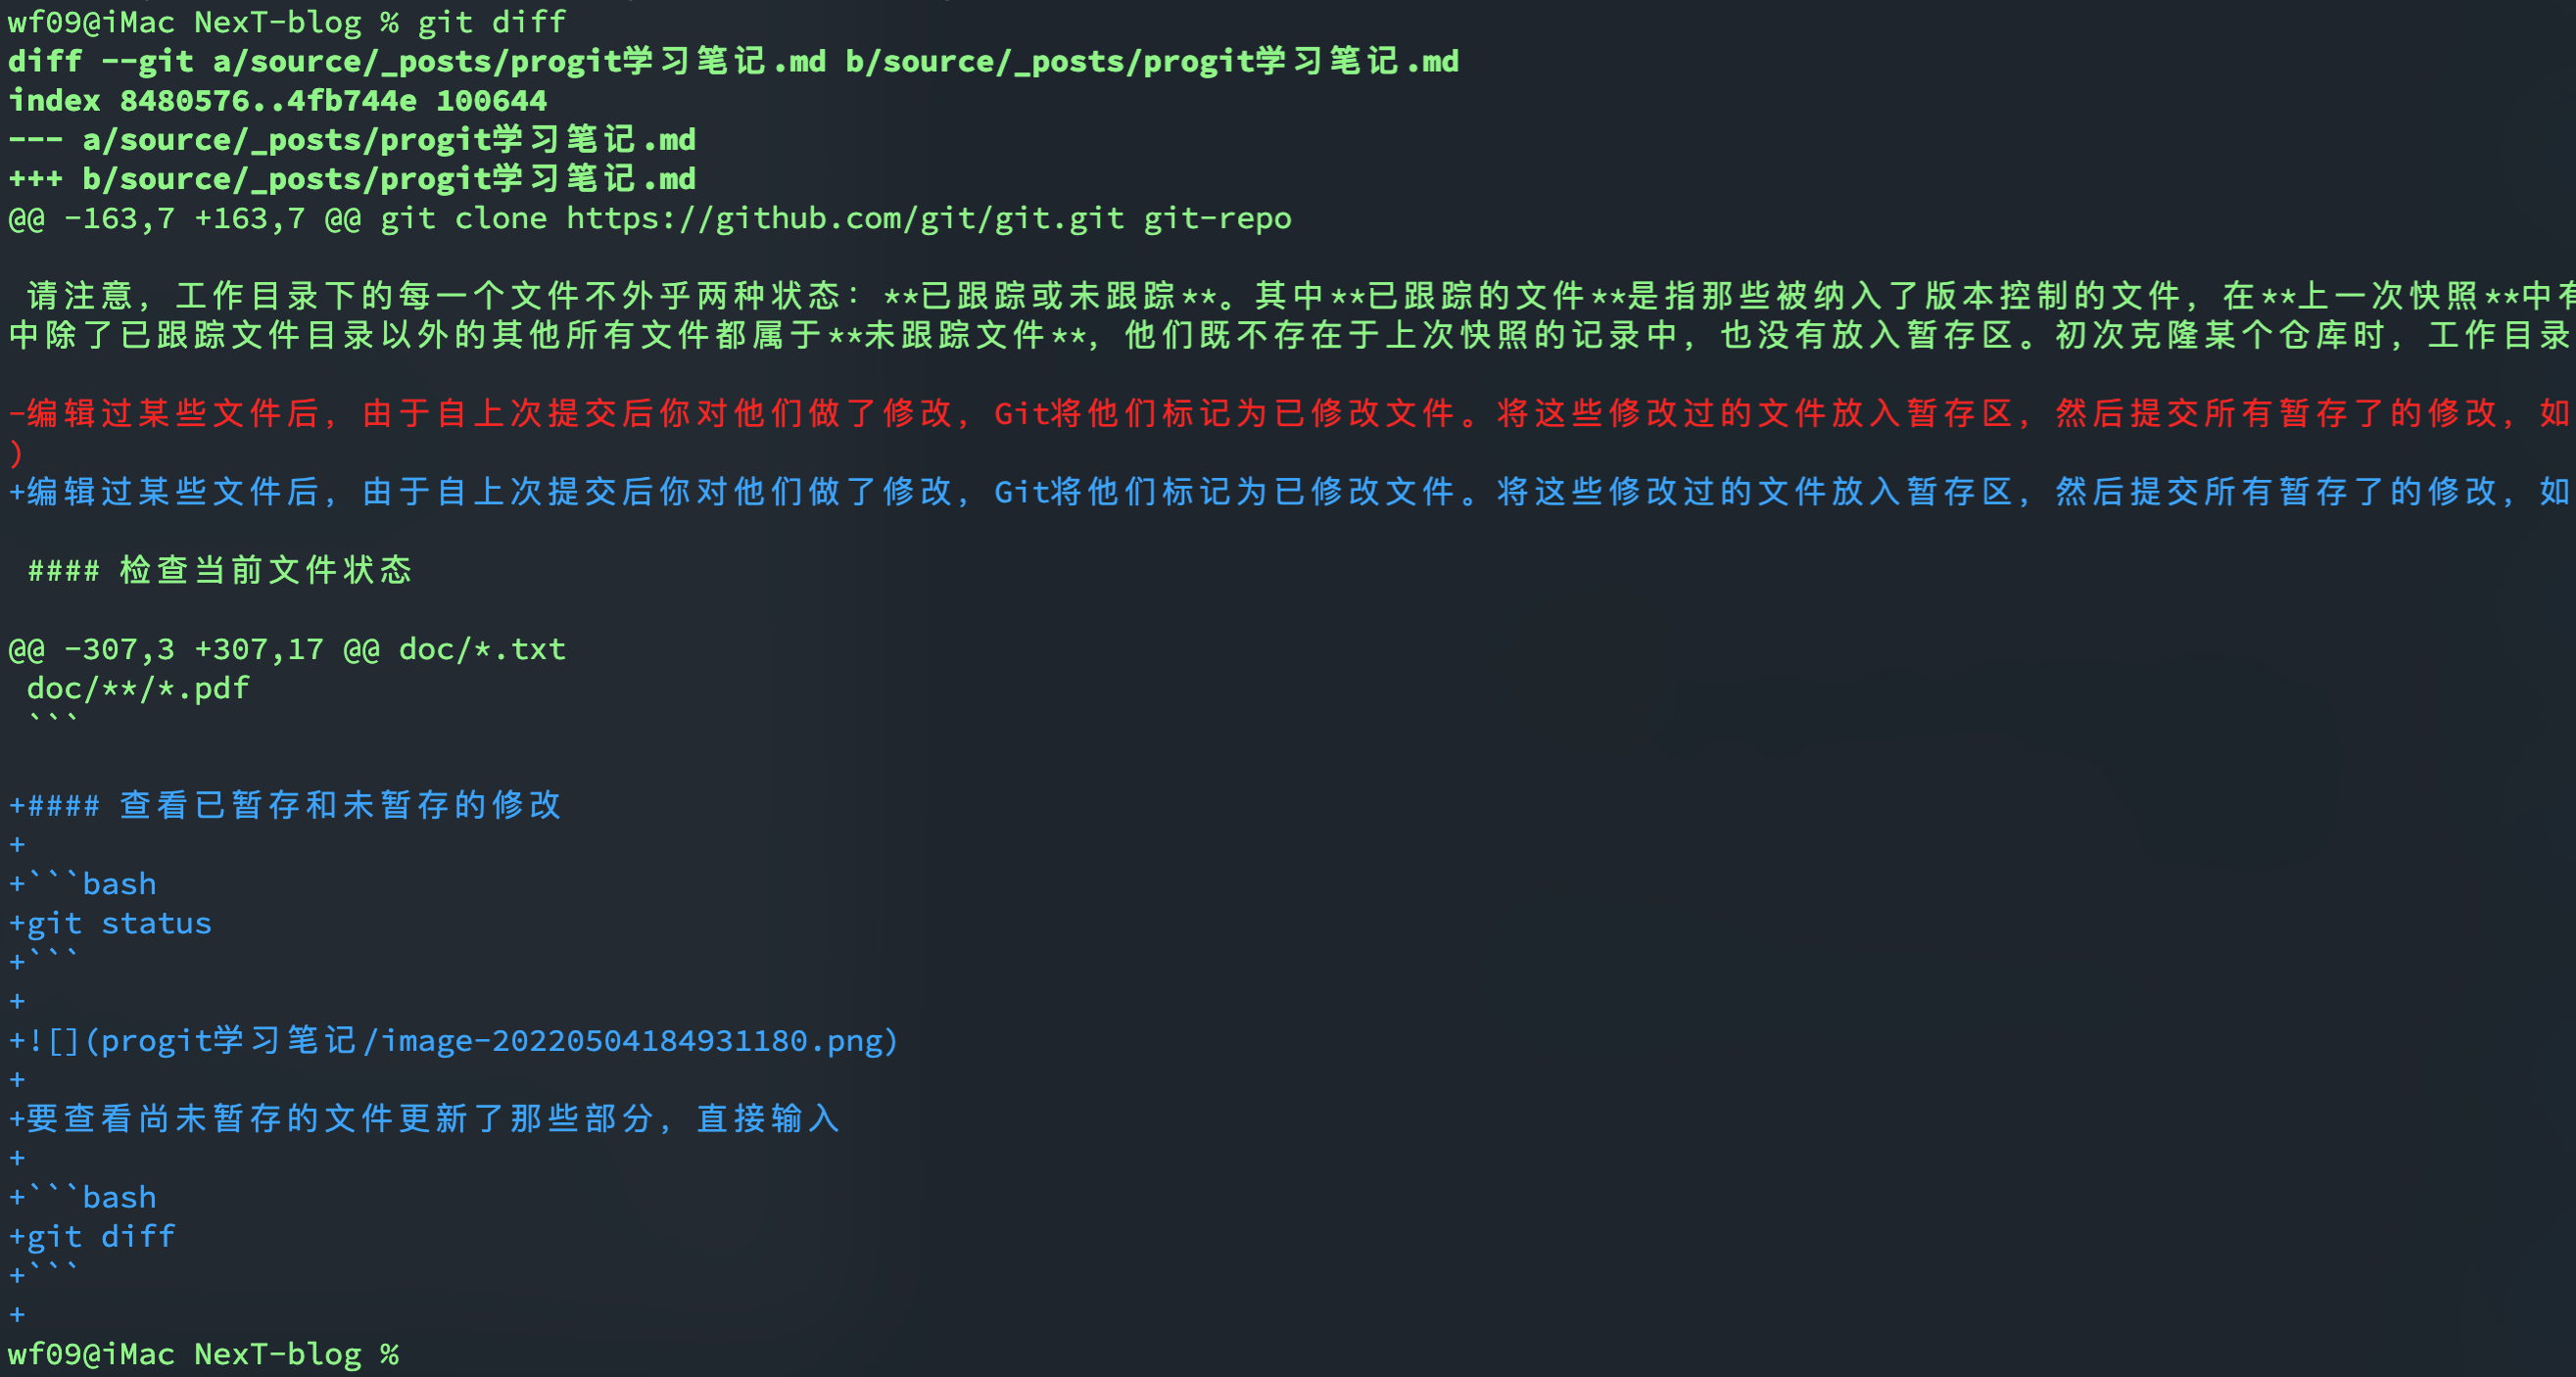 wf09@iMac NexT-blog % git diff
diff --git a/source/_posts/progit学习笔记.md b/source/_posts/progit学习笔记.md
index 8480576..4fb744e 100644
--- a/source/_posts/progit学习笔记.md
+++ b/source/_posts/progit学习笔记.md
@@ -163,7 +163,7 @@ git clone https://github.com/git/git.git git-repo
请注意，工作目录下的每一个文件不外乎两种状态：**已跟踪或未跟踪**。其中**已跟踪的文件**是指那些被纳入了版本控制的文件，在**上一次快照**中有
中除了已跟踪文件目录以外的其他所有文件都属于**未跟踪文件**，他们既不存在于上次快照的记录中，也没有放入暂存区。初次克隆某个仓库时，工作目录
-编辑过某些文件后，由于自上次提交后你对他们做了修改，Git将他们标记为已修改文件。将这些修改过的文件放入暂存区，然后提交所有暂存了的修改，如
)
+编辑过某些文件后，由于自上次提交后你对他们做了修改，Git将他们标记为已修改文件。将这些修改过的文件放入暂存区，然后提交所有暂存了的修改，如
#### 检查当前文件状态
@@ -307,3 +307,17 @@ doc/*.txt
doc/**/*.pdf
```
+#### 查看已暂存和未暂存的修改
+
+```bash
+git status
+```
+
+![](progit学习笔记/image-20220504184931180.png)
+
+要查看尚未暂存的文件更新了那些部分，直接输入
+
+```bash
+git diff
+```
+
wf09@iMac NexT-blog %